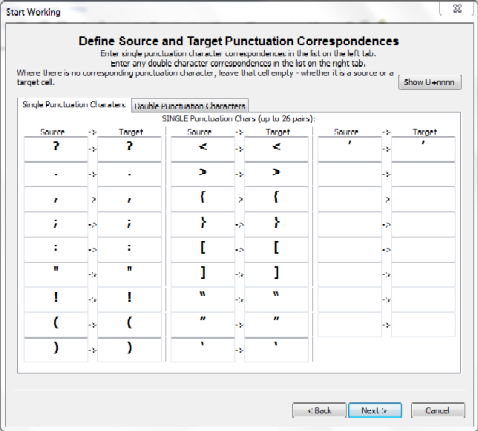 Start Working
Define Source and Target Punctuation Correspondences
Enter single punctuation character correspondences in the list on the left tab.
Enter any double character correspondences in the list on the right tab.
Where there is no corresponding punctuation character, leave that cell empty - whether it is a source or a
target cell.
Show U+nnnn
Single Punctuation Characters Double Punctuation Characters
SINGLE Punctuation Chars (up to 26 pairs):
Source -> Target Source -> Target Source -> Target
? -> ? < -> < ’ -> ’
. -> . > -> > ->
, > , { > { >
; -> ; } -> } ->
: -> : [ -> [ ->
" -> " ] -> ] ->
! -> ! “ -> “ ->
( -> ( ” -> ” ->
) -> ) ‘ -> ‘
< Back Next > Cancel